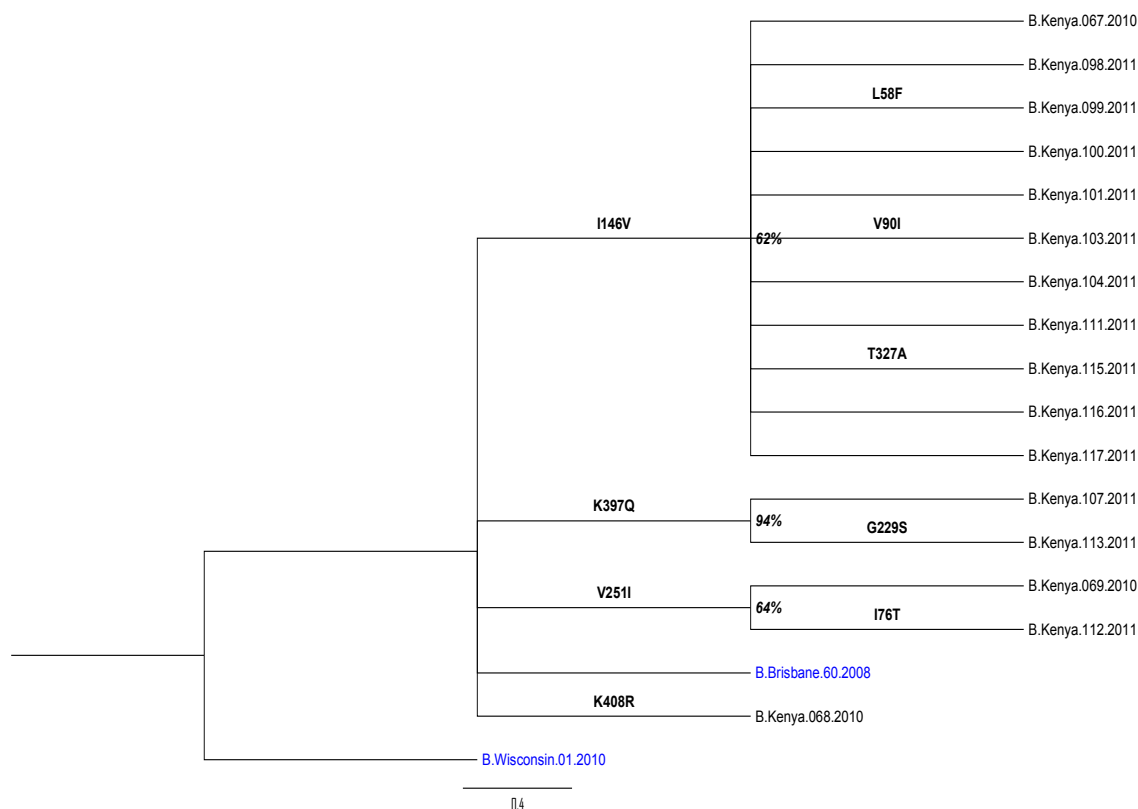 B.Kenya.067.2010
B.Kenya.098.2011
L58F
B.Kenya.099.2011
B.Kenya.100.2011
B.Kenya.101.2011
I146V
62%
V90I
B.Kenya.103.2011
B.Kenya.104.2011
B.Kenya.111.2011
T327A
B.Kenya.115.2011
B.Kenya.116.2011
B.Kenya.117.2011
B.Kenya.107.2011
K397Q
94%
G229S
B.Kenya.113.2011
B.Kenya.069.2010
V251I
64%
I76T
B.Kenya.112.2011
B.Brisbane.60.2008
K408R
B.Kenya.068.2010
B.Wisconsin.01.2010
0.4